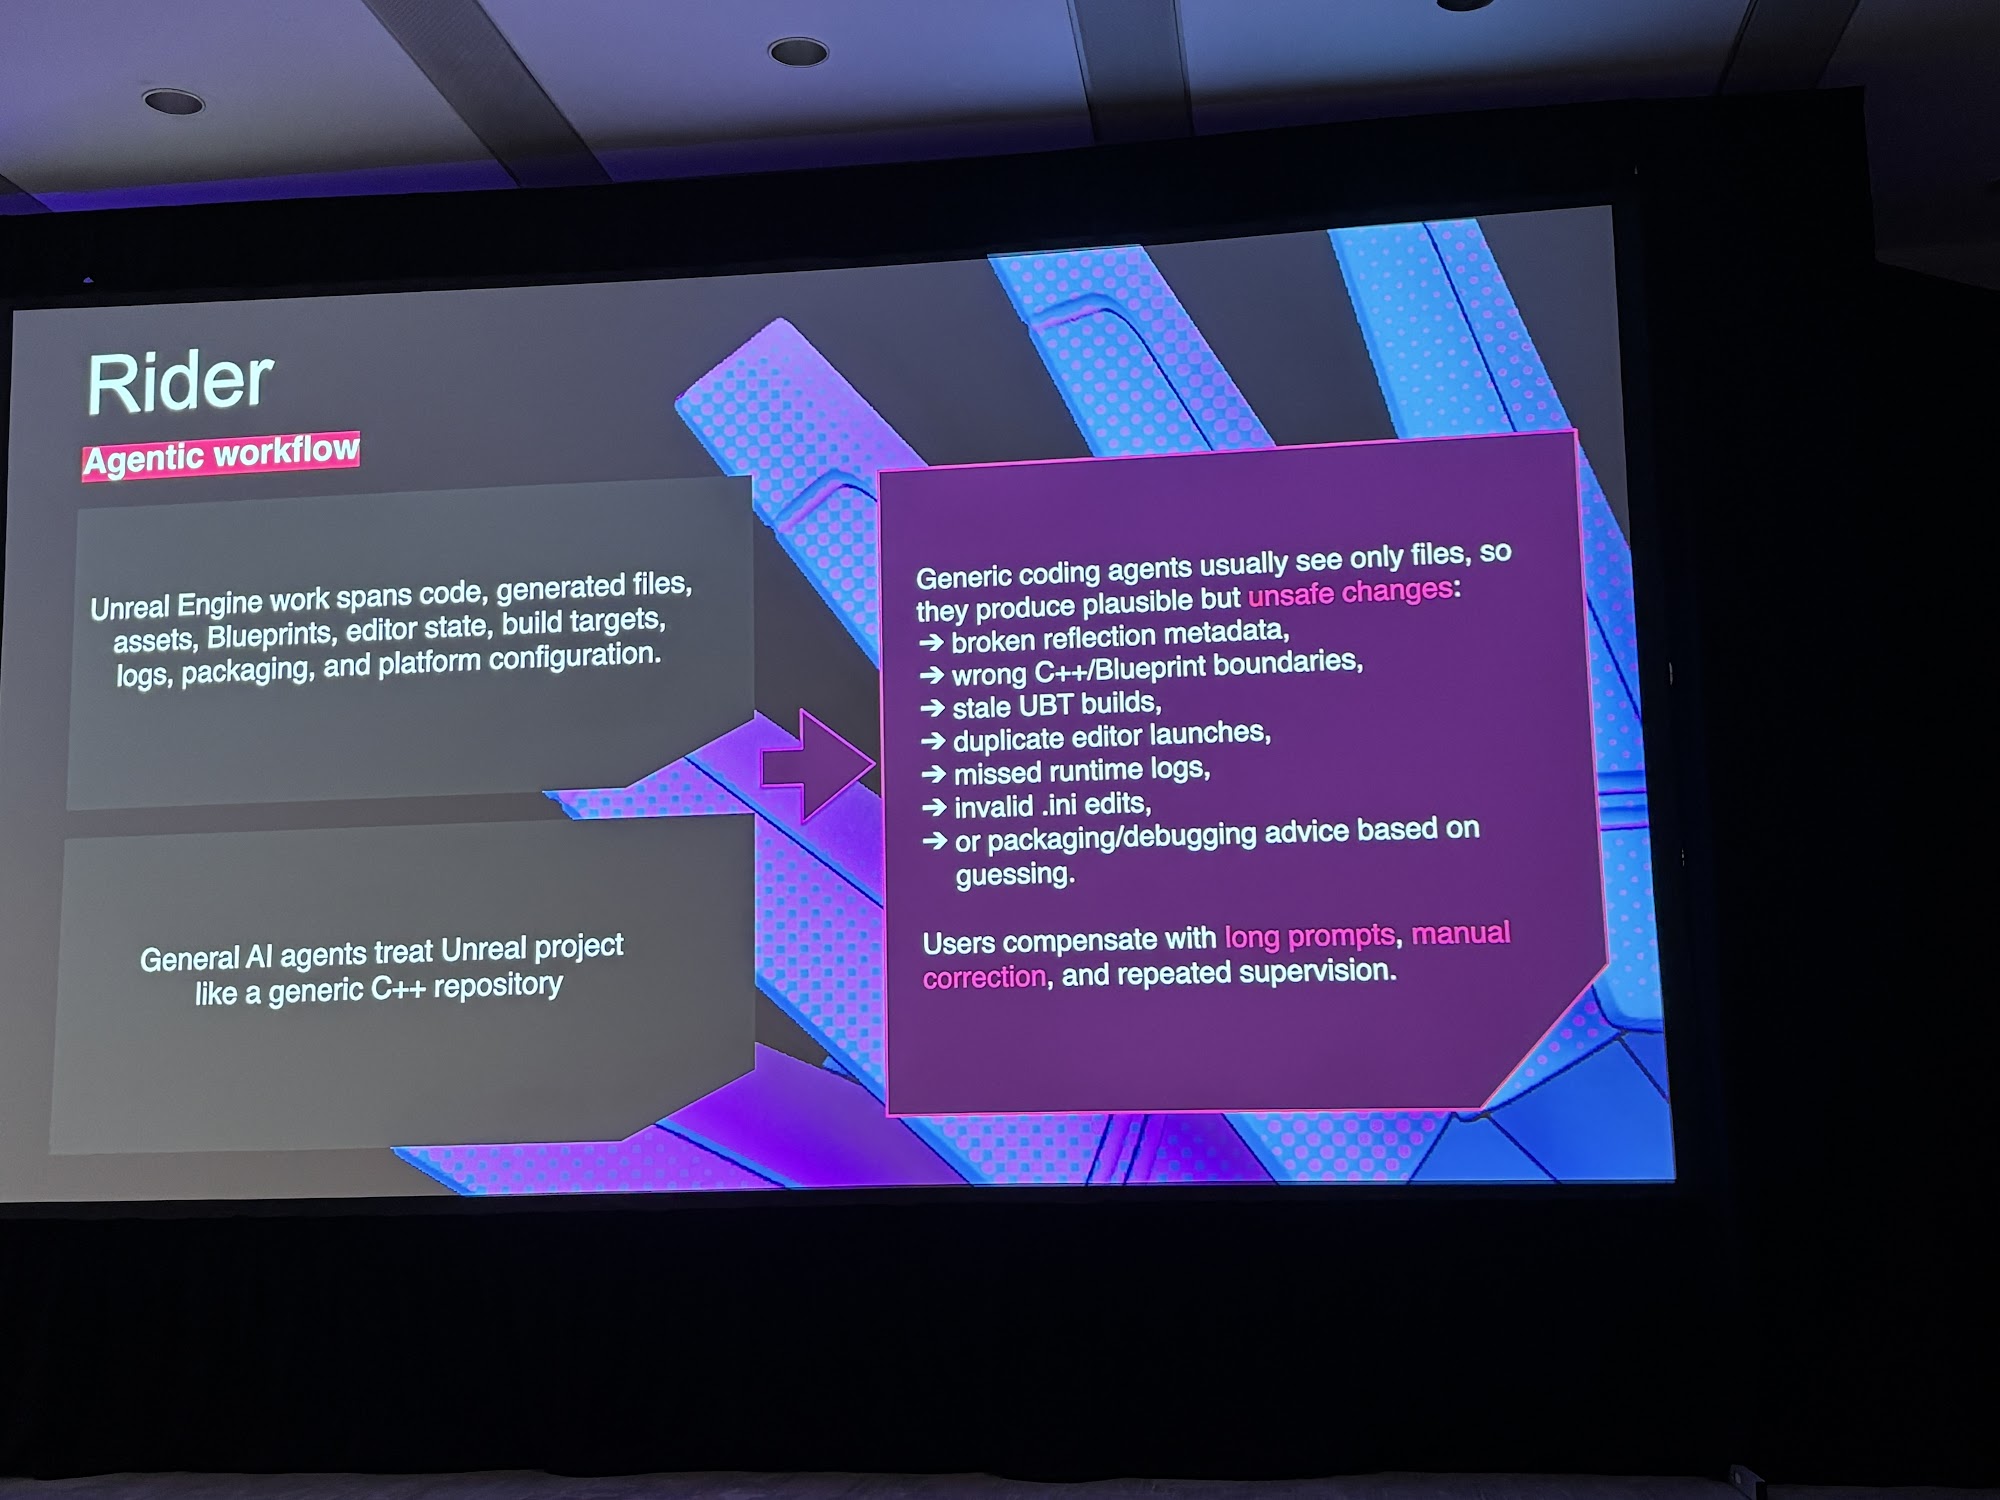 Rider
Agentic workflow
Unreal Engine work spans code, generated files,
assets, Blueprints, editor state, build targets,
logs, packaging, and platform configuration.
General AI agents treat Unreal project
like a generic C++ repository
Generic coding agents usually see only files, so
they produce plausible but unsafe changes:
➔ broken reflection metadata,
➔ wrong C++/Blueprint boundaries,
➔ stale UBT builds,
➔ duplicate editor launches,
➔ missed runtime logs,
➔ invalid .ini edits,
➔ or packaging/debugging advice based on
guessing.
Users compensate with long prompts, manual
correction, and repeated supervision.